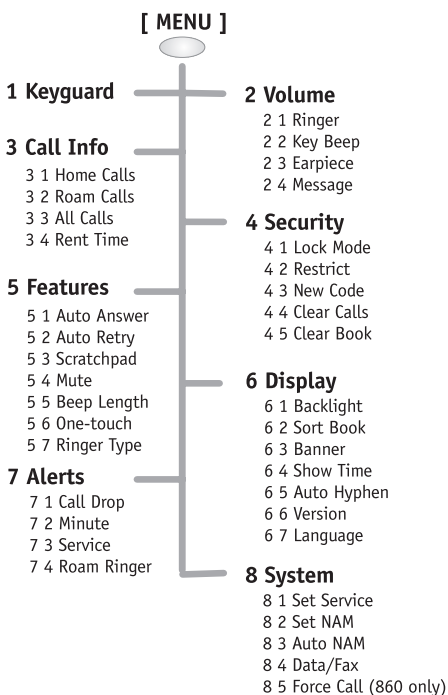 [ MENU ]
1 Keyguard
2 Volume
2 1 Ringer
2 2 Key Beep
2 3 Earpiece
2 4 Message
3 Call Info
3 1 Home Calls
3 2 Roam Calls
3 3 All Calls
3 4 Rent Time
4 Security
4 1 Lock Mode
4 2 Restrict
4 3 New Code
4 4 Clear Calls
4 5 Clear Book
5 Features
5 1 Auto Answer
5 2 Auto Retry
5 3 Scratchpad
5 4 Mute
5 5 Beep Length
5 6 One-touch
5 7 Ringer Type
6 Display
6 1 Backlight
6 2 Sort Book
6 3 Banner
6 4 Show Time
6 5 Auto Hyphen
6 6 Version
6 7 Language
7 Alerts
7 1 Call Drop
7 2 Minute
7 3 Service
7 4 Roam Ringer
8 System
8 1 Set Service
8 2 Set NAM
8 3 Auto NAM
8 4 Data/Fax
8 5 Force Call (860 only)